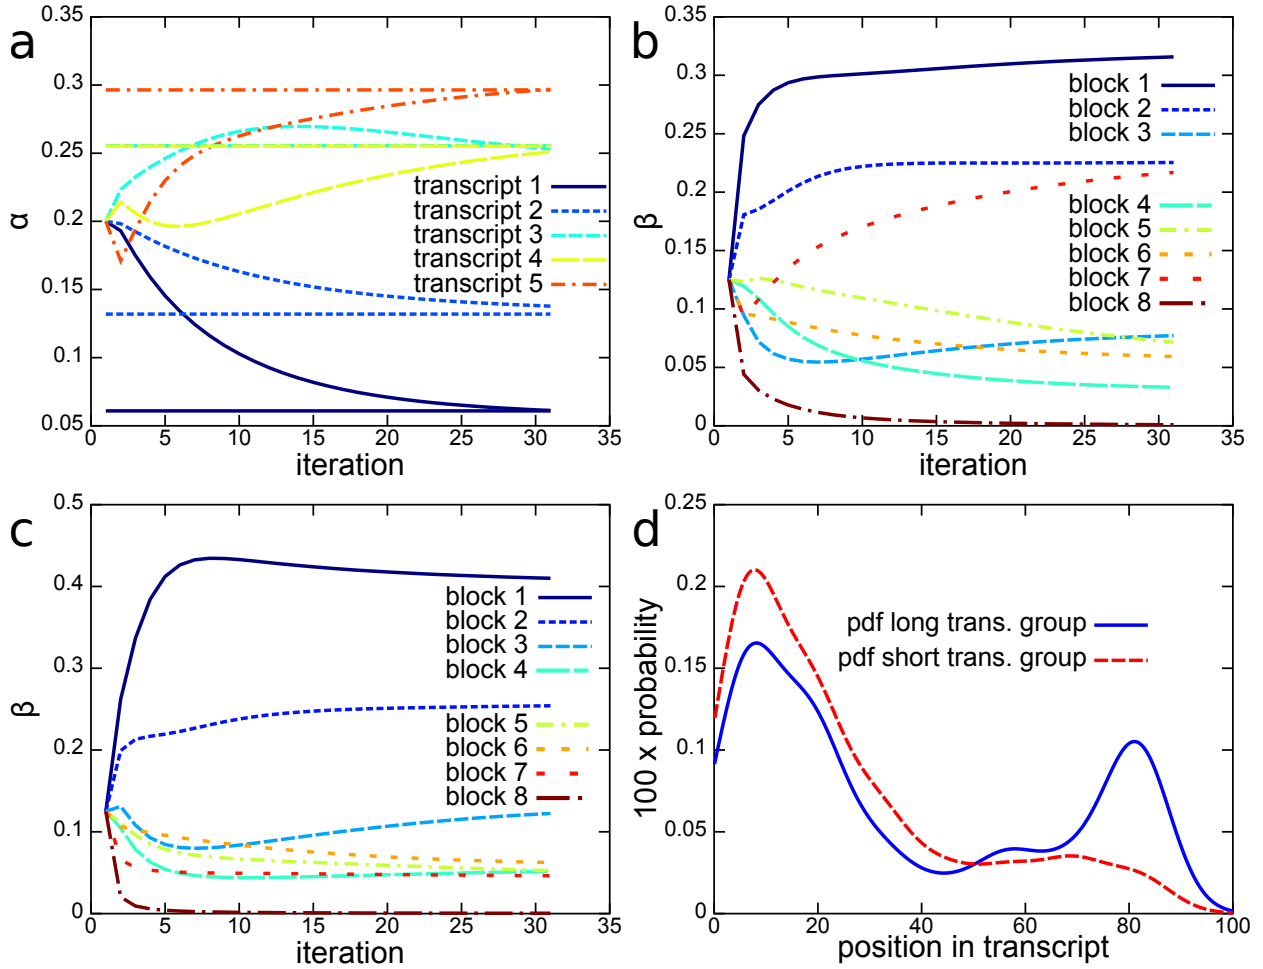 a
α
0.35
0.3
0.25
0.2
0.15
0.1
0.05
transcript 1
transcript 2
transcript 3
transcript 4
transcript 5
0 5 10 15 20 25 30 35
iteration
b
β
0.35
0.3
0.25
0.2
0.15
0.1
0.05
0
block 1
block 2
block 3
block 4
block 5
block 6
block 7
block 8
0 5 10 15 20 25 30 35
iteration
c
β
0.5
0.4
0.3
0.2
0.1
0
block 1
block 2
block 3
block 4
block 5
block 6
block 7
block 8
0 5 10 15 20 25 30 35
iteration
d
100 x probability
0.25
0.2
0.15
0.1
0.05
0
pdf long trans. group
pdf short trans. group
0 20 40 60 80 100
position in transcript